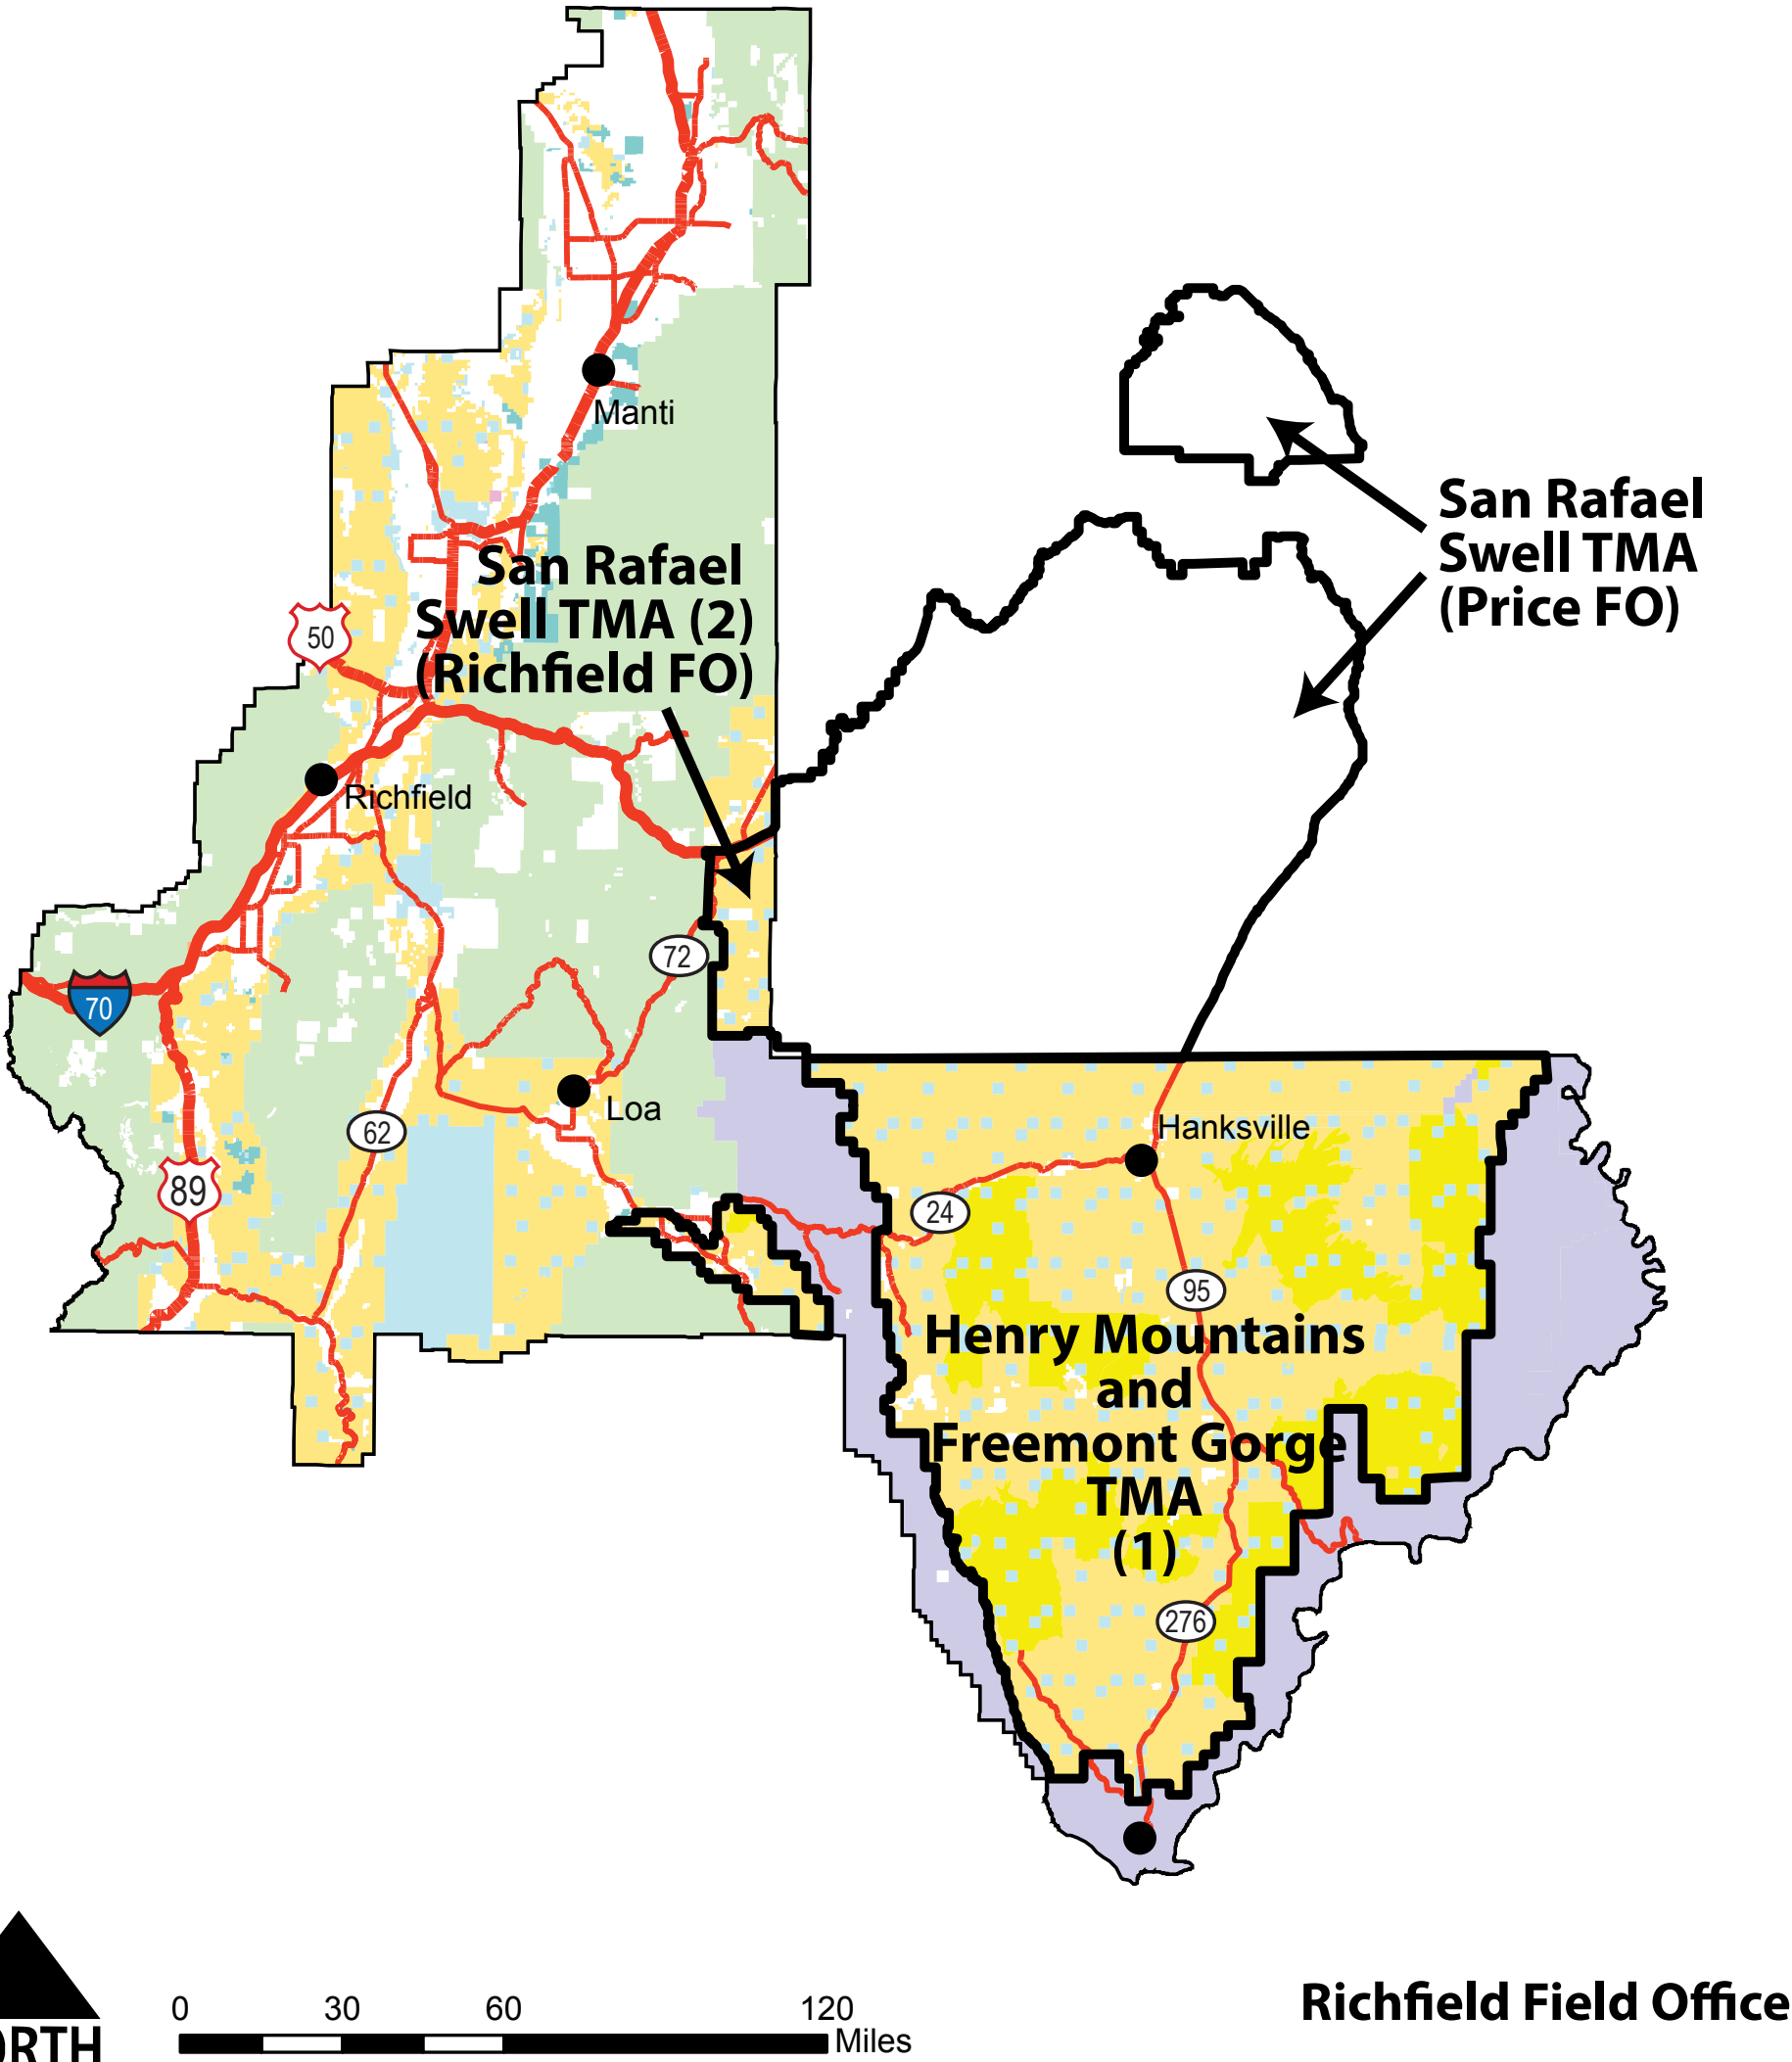 Manti
San Rafael
Swell TMA
(Price FO)
San Rafael
Swell TMA (2)
(Richfield FO)
50
Richfield
72
70
Loa
62
Hanksville
89
24
95
Henry Mountains
and
Freemont Gorge
TMA
(1)
276
0 30 60 120
Miles
Richfield Field Office
ORTH